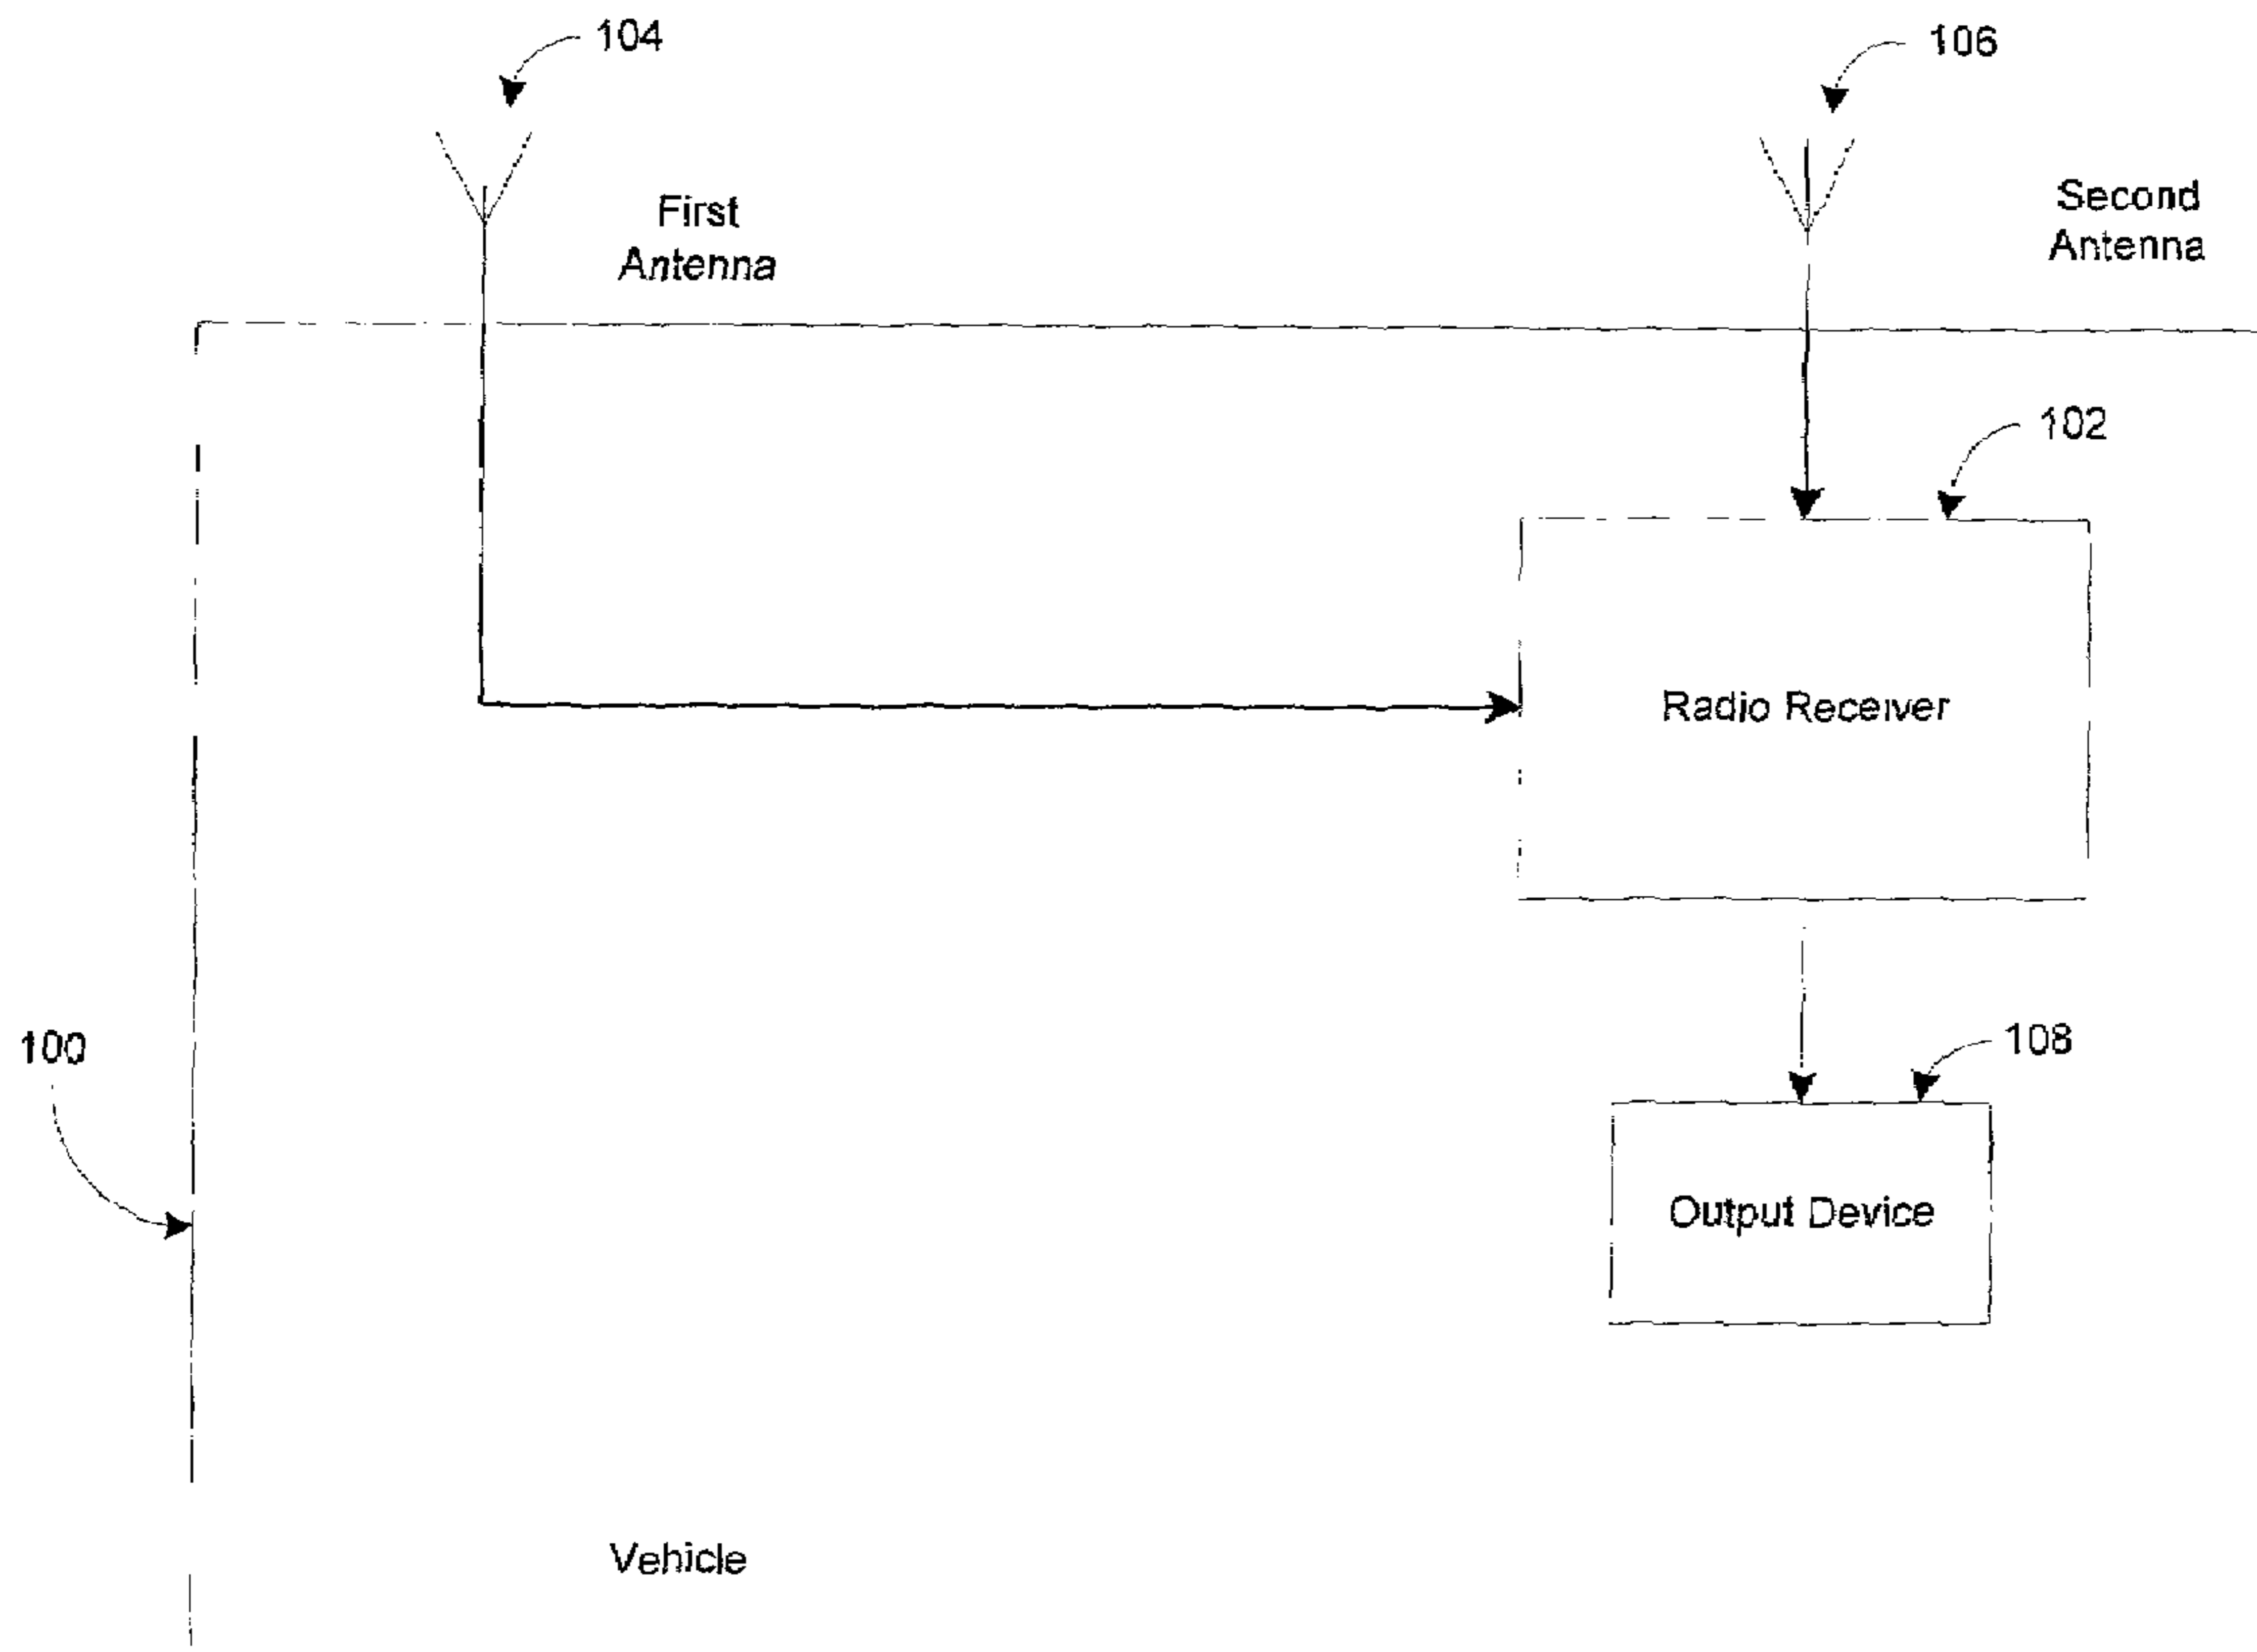 104
106
First
Antenna
Second
Antenna
102
Radio Receiver
100
108
Output Device
Vehicle